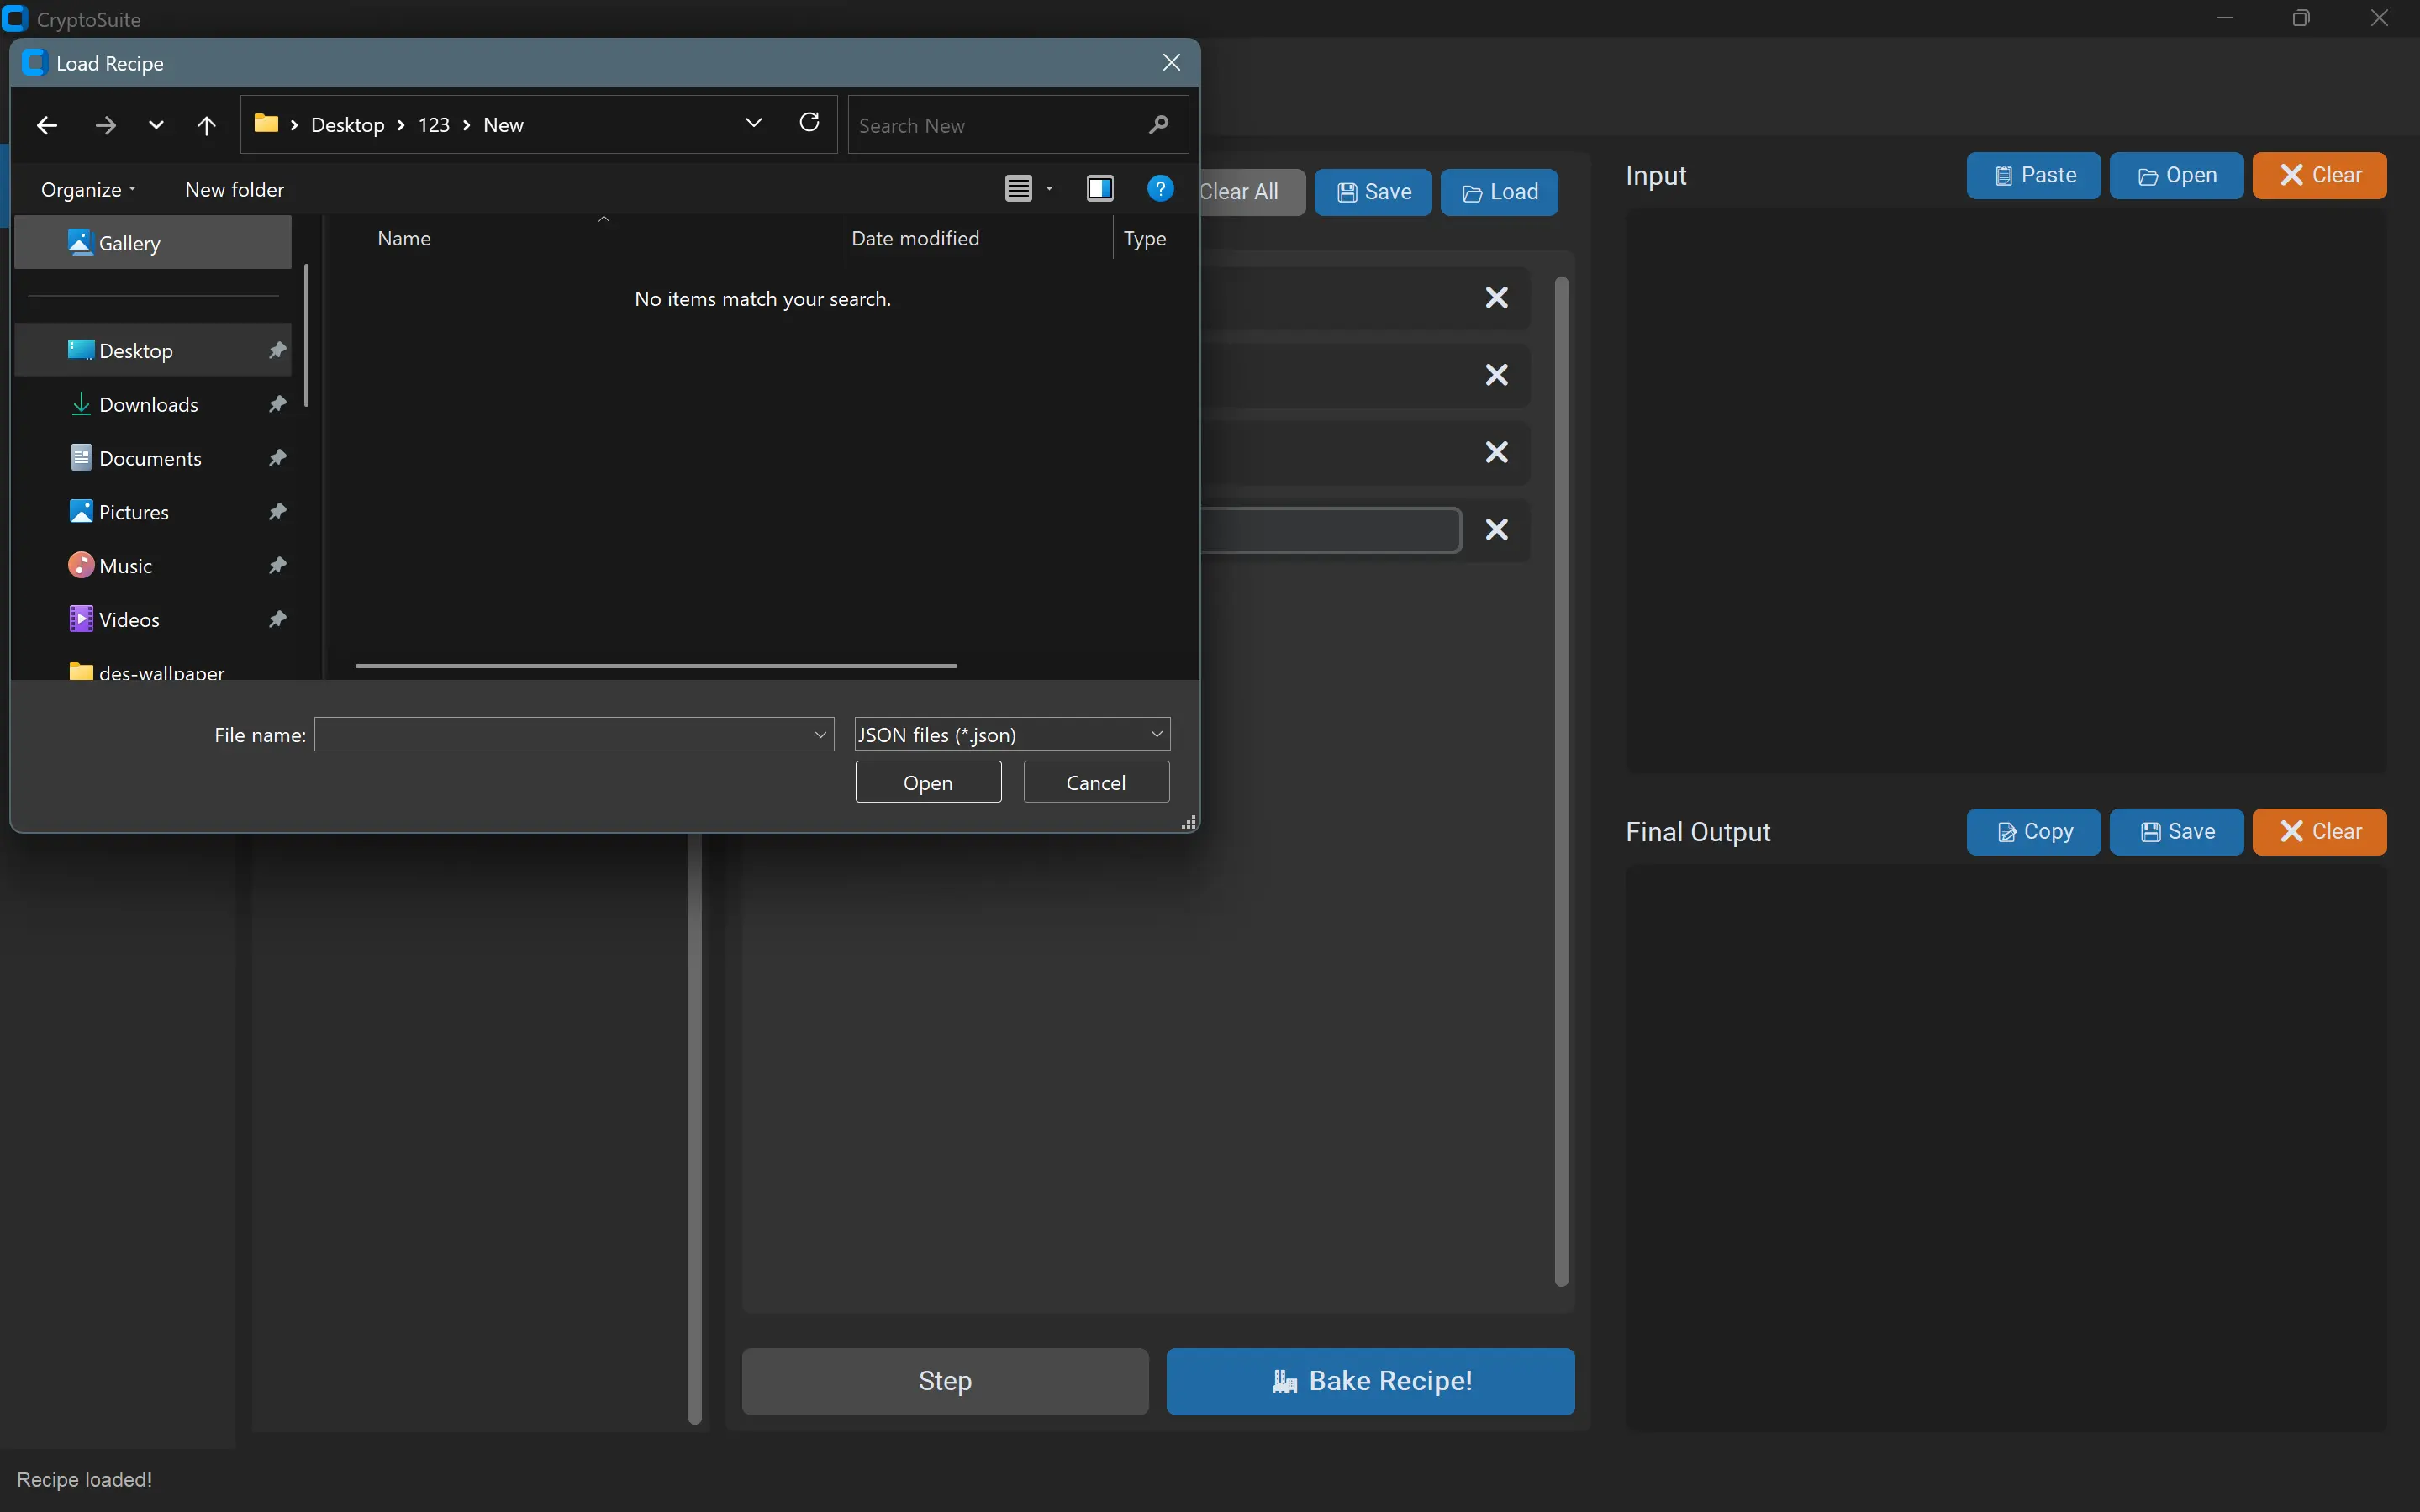 CryptoSuite
Load Recipe
Desktop
123
New
Search New
Organize
New folder
Gallery
Desktop
Downloads
Documents
Pictures
Music
Videos
des-wallpaper
Name
Date modified
Type
No items match your search.
File name:
JSON files (*.json)
Open
Cancel
Clear All
Save
Load
Step
Bake Recipe!
Input
Paste
Open
Clear
Final Output
Copy
Save
Clear
Recipe loaded!